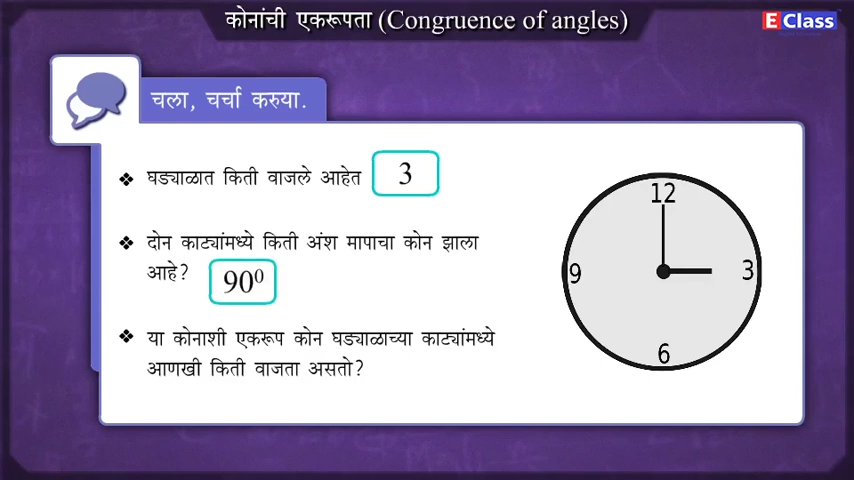 कोनांची एकरूपता (Congruence of angles)
E Class
चला, चर्चा करुया.
❖ घड्याळात किती वाजले आहेत 3
❖ दोन काट्यांमध्ये किती अंश मापाचा कोन झाला
आहे? 90⁰
❖ या कोनाशी एकरूप कोन घड्याळाच्या काट्यांमध्ये
आणखी किती वाजता असतो?
12
9
3
6